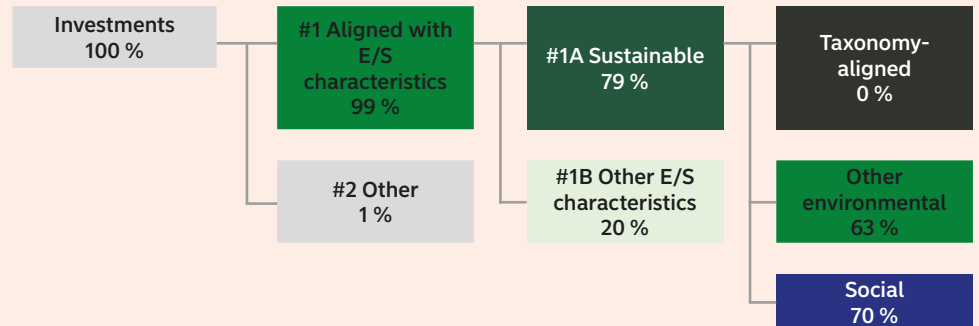 Investments
100 %
#1 Aligned with
E/S
characteristics
99 %
#1A Sustainable
79 %
Taxonomy-
aligned
0 %
#2 Other
1 %
#1B Other E/S
characteristics
20 %
Other
environmental
63 %
Social
70 %